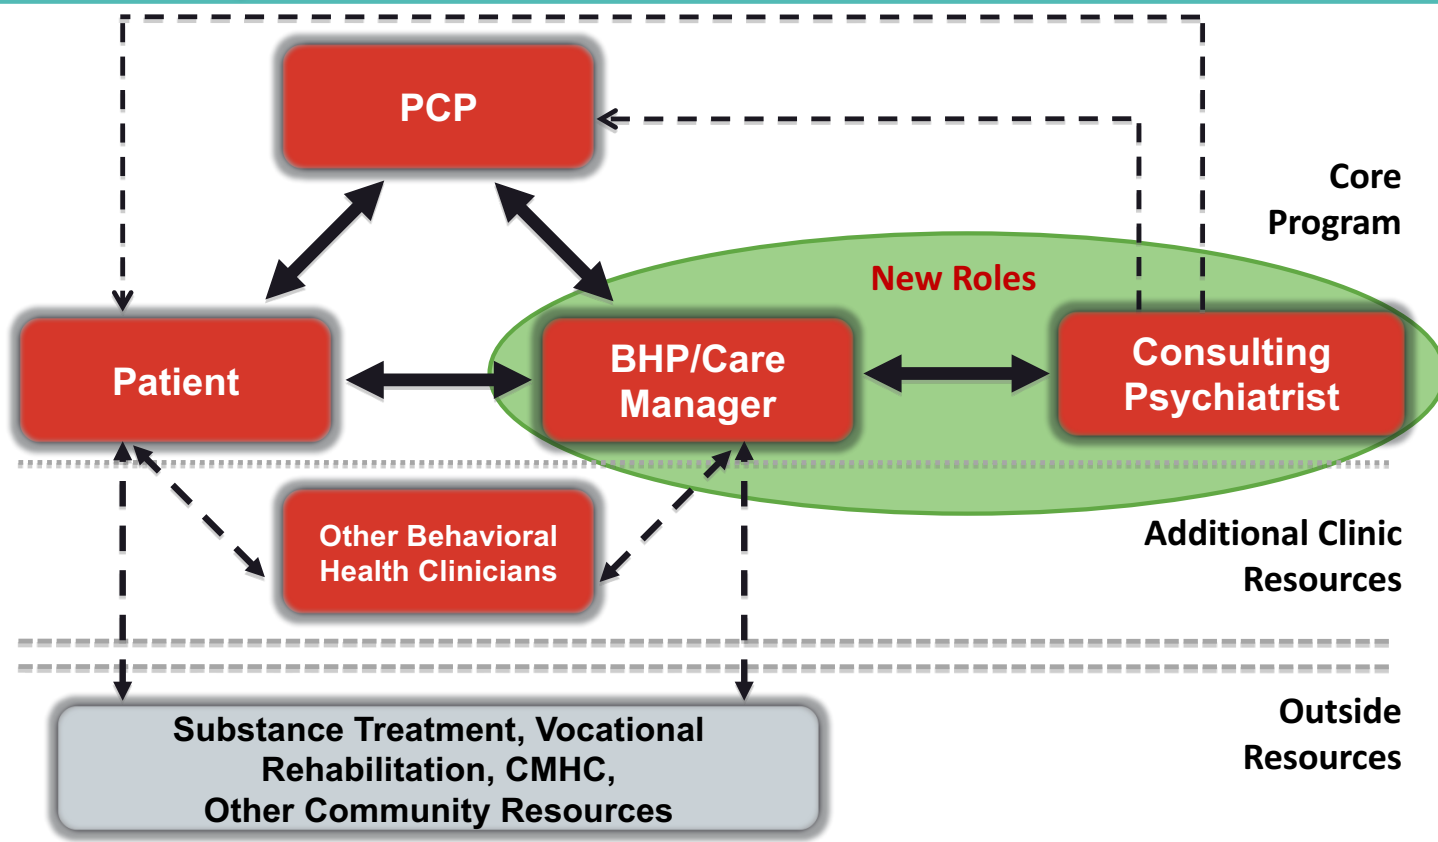 PCP
Core
Program
New Roles
Patient
BHP/Care
Manager
Consulting
Psychiatrist
Other Behavioral
Health Clinicians
Additional Clinic
Resources
Substance Treatment, Vocational
Rehabilitation, CMHC,
Other Community Resources
Outside
Resources